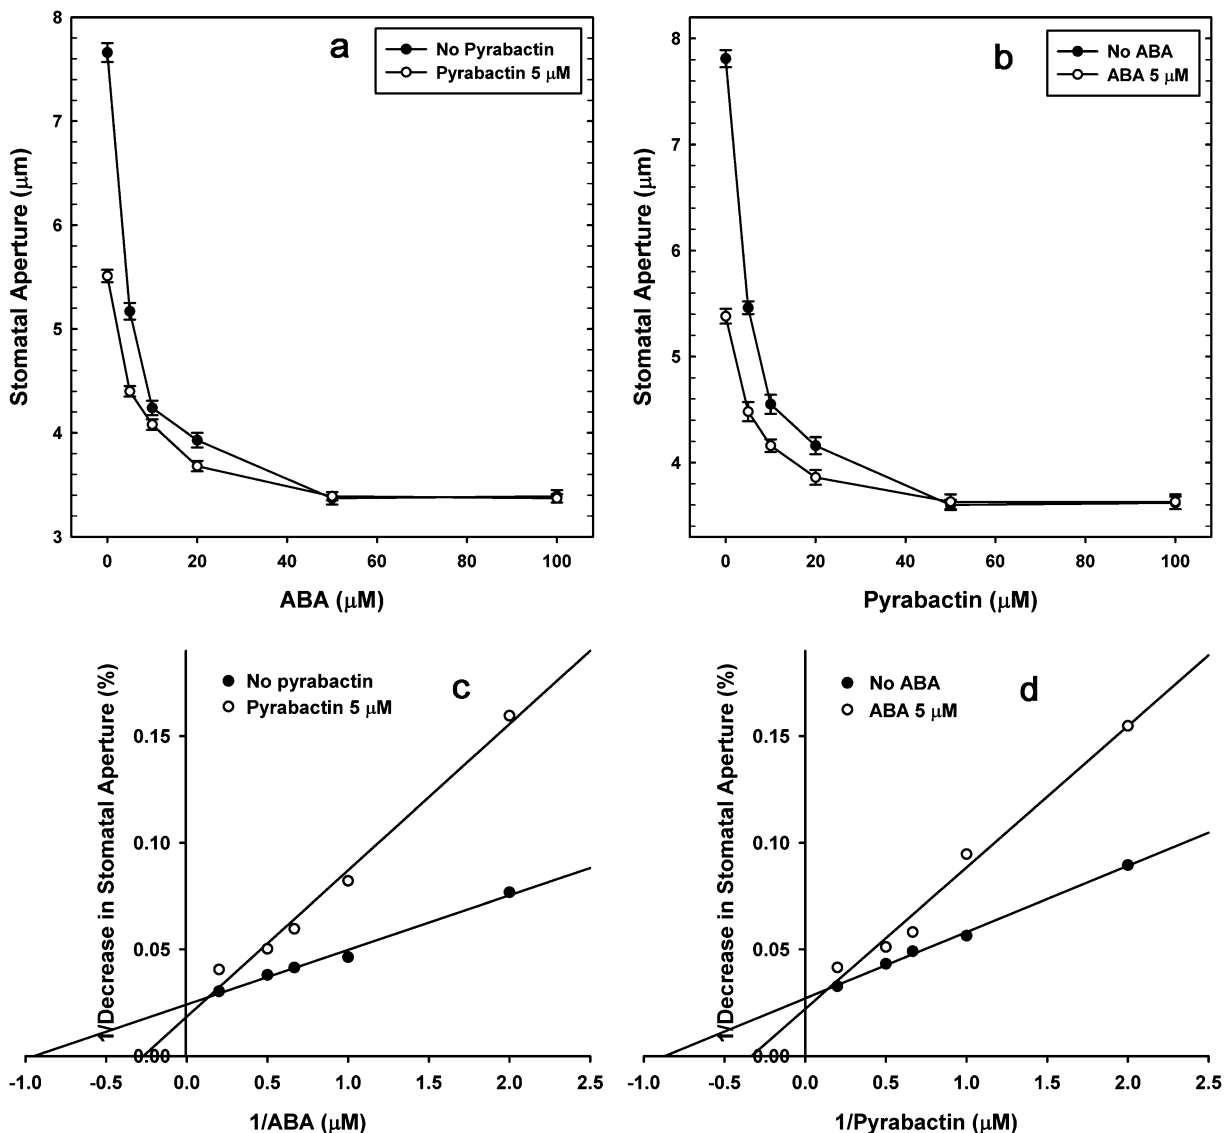 a
No Pyrabactin
Pyrabactin 5 μM
8
7
6
5
4
3
Stomatal Aperture (μm)
0 20 40 60 80 100
ABA (μM)
b
No ABA
ABA 5 μM
8
7
6
5
4
Stomatal Aperture (μm)
0 20 40 60 80 100
Pyrabactin (μM)
c
No pyrabactin
Pyrabactin 5 μM
1/Decrease in Stomatal Aperture (%)
0.15
0.10
0.05
0.00
-1.0 -0.5 0.0 0.5 1.0 1.5 2.0 2.5
1/ABA (μM)
d
No ABA
ABA 5 μM
1/Decrease in Stomatal Aperture (%)
0.15
0.10
0.05
0.00
-1.0 -0.5 0.0 0.5 1.0 1.5 2.0 2.5
1/Pyrabactin (μM)